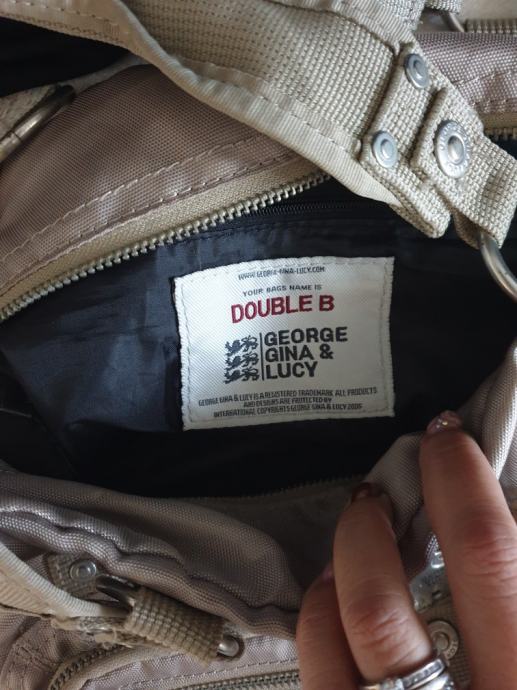 WWW.GEORGE-GINA-LUCY.COM
YOUR BAGS NAME IS
DOUBLE B
GEORGE
GINA &
LUCY
GEORGE GINA & LUCY IS A REGISTERED TRADEMARK ALL PRODUCTS
AND DESIGNS ARE PROTECTED BY
INTERNATIONAL COPYRIGHTS GEORGE GINA & LUCY 2006